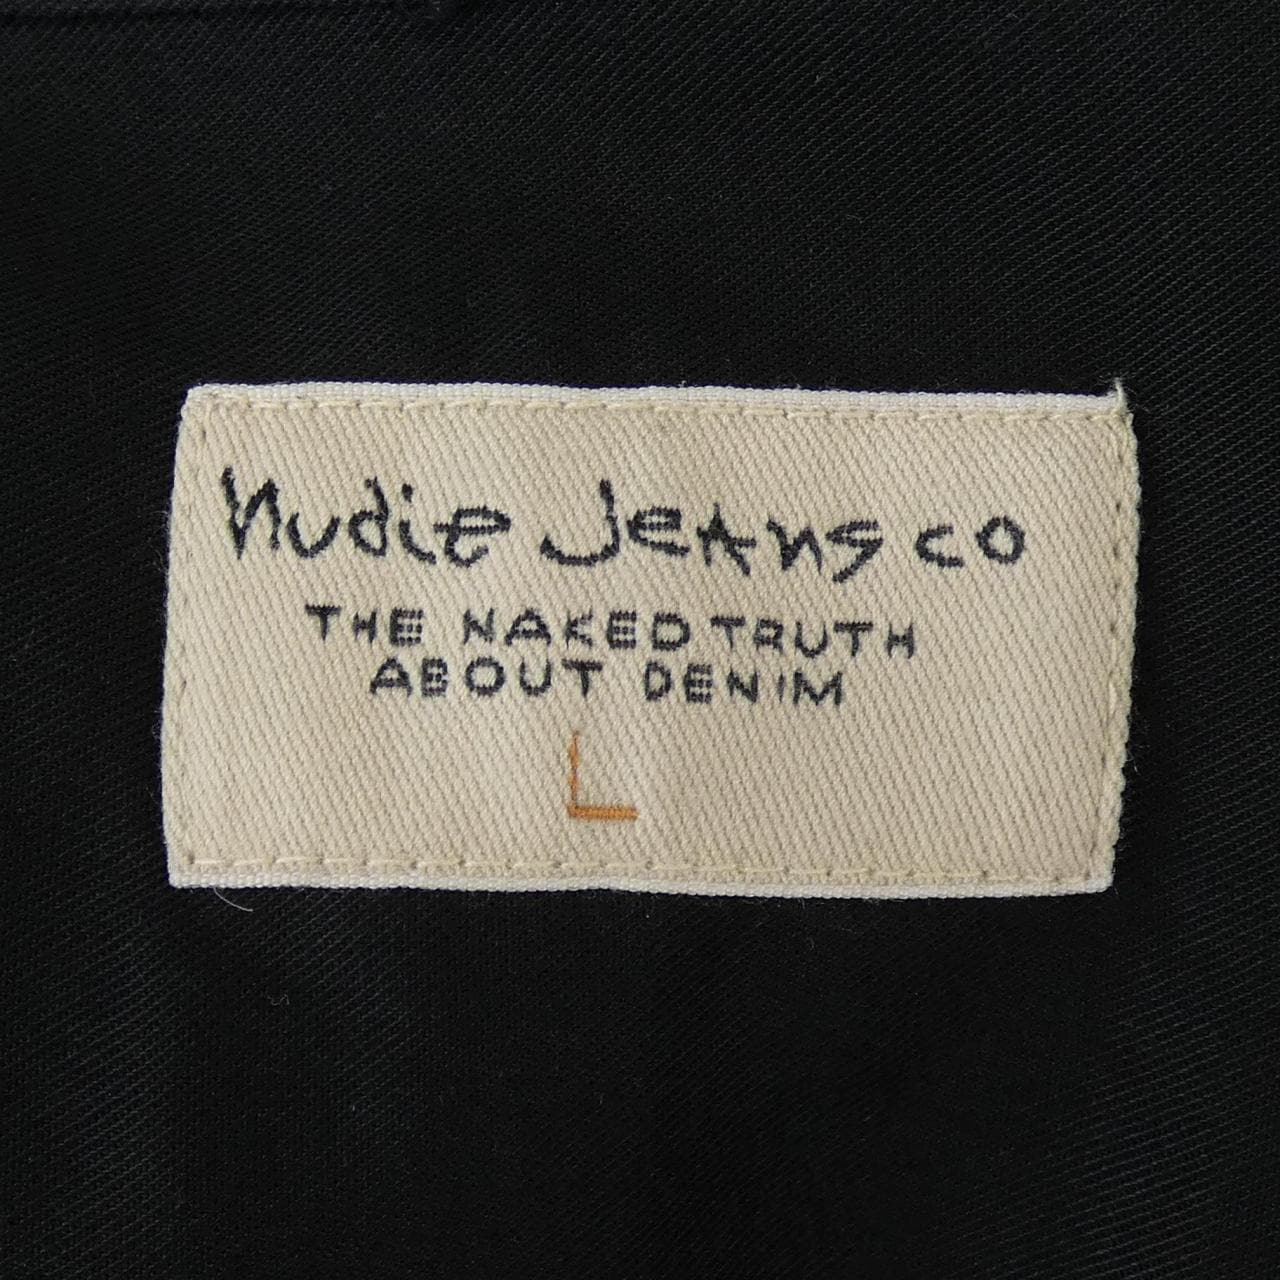 nudie Jeans co
THE NAKED TRUTH
ABOUT DENIM
L